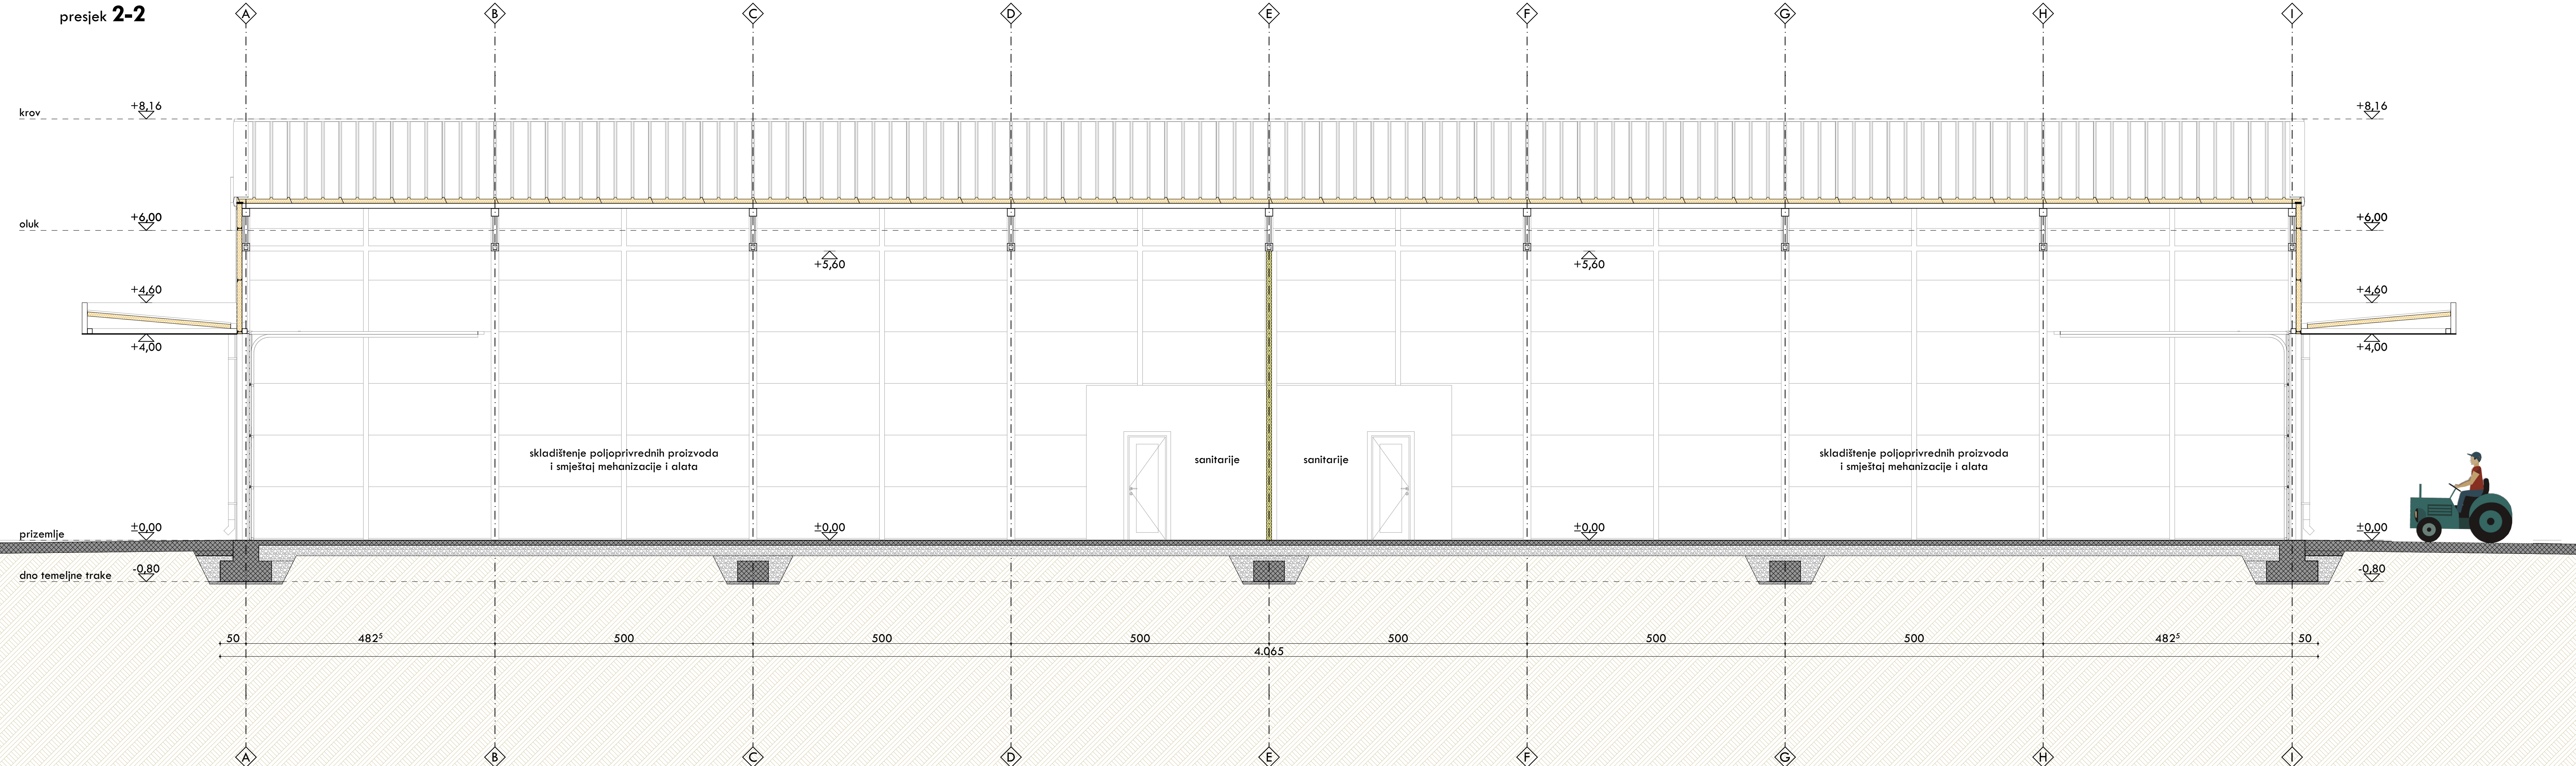 presjek 2-2
A B C D E F G H I
+8,16 +8,16
krov
+6,00 +6,00
oluk
+5,60 +5,60
+4,60 +4,60
+4,00 +4,00
skladištenje poljoprivrednih proizvoda
i smještaj mehanizacije i alata
sanitarije
sanitarije
skladištenje poljoprivrednih proizvoda
i smještaj mehanizacije i alata
±0,00 ±0,00 ±0,00 ±0,00
prizemlje
-0,80 -0,80
dno temeljne trake
50 482⁵ 500 500 500 500 500 500 482⁵ 50
4.065
A B C D E F G H I